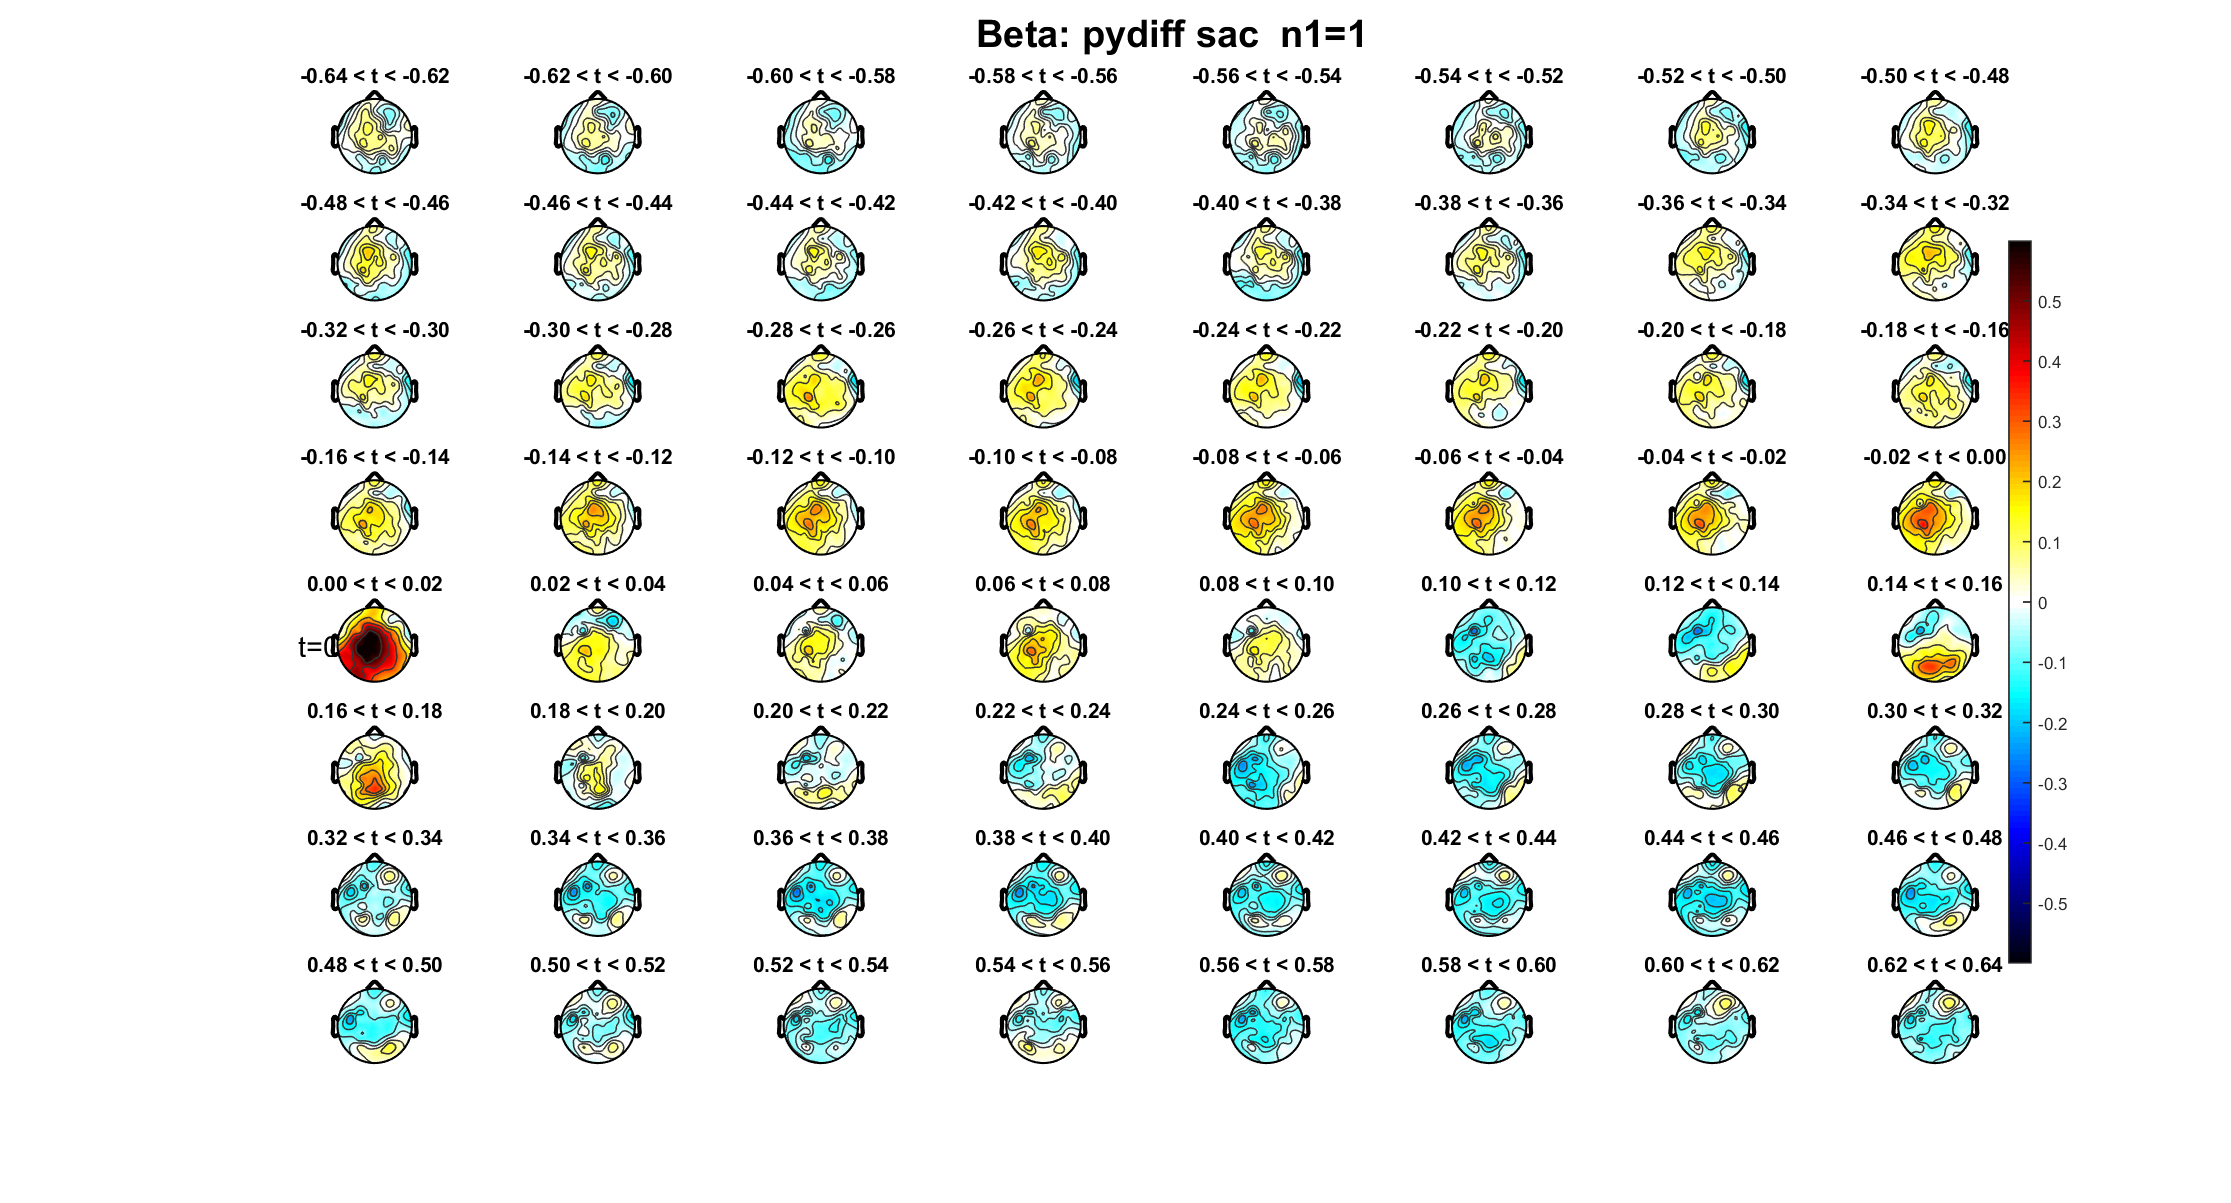 Beta: pydiff sac  n1=1
-0.64 < t < -0.62
-0.62 < t < -0.60
-0.60 < t < -0.58
-0.58 < t < -0.56
-0.56 < t < -0.54
-0.54 < t < -0.52
-0.52 < t < -0.50
-0.50 < t < -0.48
-0.48 < t < -0.46
-0.46 < t < -0.44
-0.44 < t < -0.42
-0.42 < t < -0.40
-0.40 < t < -0.38
-0.38 < t < -0.36
-0.36 < t < -0.34
-0.34 < t < -0.32
-0.32 < t < -0.30
-0.30 < t < -0.28
-0.28 < t < -0.26
-0.26 < t < -0.24
-0.24 < t < -0.22
-0.22 < t < -0.20
-0.20 < t < -0.18
-0.18 < t < -0.16
-0.16 < t < -0.14
-0.14 < t < -0.12
-0.12 < t < -0.10
-0.10 < t < -0.08
-0.08 < t < -0.06
-0.06 < t < -0.04
-0.04 < t < -0.02
-0.02 < t < 0.00
0.00 < t < 0.02
0.02 < t < 0.04
0.04 < t < 0.06
0.06 < t < 0.08
0.08 < t < 0.10
0.10 < t < 0.12
0.12 < t < 0.14
0.14 < t < 0.16
t=0
0.16 < t < 0.18
0.18 < t < 0.20
0.20 < t < 0.22
0.22 < t < 0.24
0.24 < t < 0.26
0.26 < t < 0.28
0.28 < t < 0.30
0.30 < t < 0.32
0.32 < t < 0.34
0.34 < t < 0.36
0.36 < t < 0.38
0.38 < t < 0.40
0.40 < t < 0.42
0.42 < t < 0.44
0.44 < t < 0.46
0.46 < t < 0.48
0.48 < t < 0.50
0.50 < t < 0.52
0.52 < t < 0.54
0.54 < t < 0.56
0.56 < t < 0.58
0.58 < t < 0.60
0.60 < t < 0.62
0.62 < t < 0.64
0.5
0.4
0.3
0.2
0.1
0
-0.1
-0.2
-0.3
-0.4
-0.5